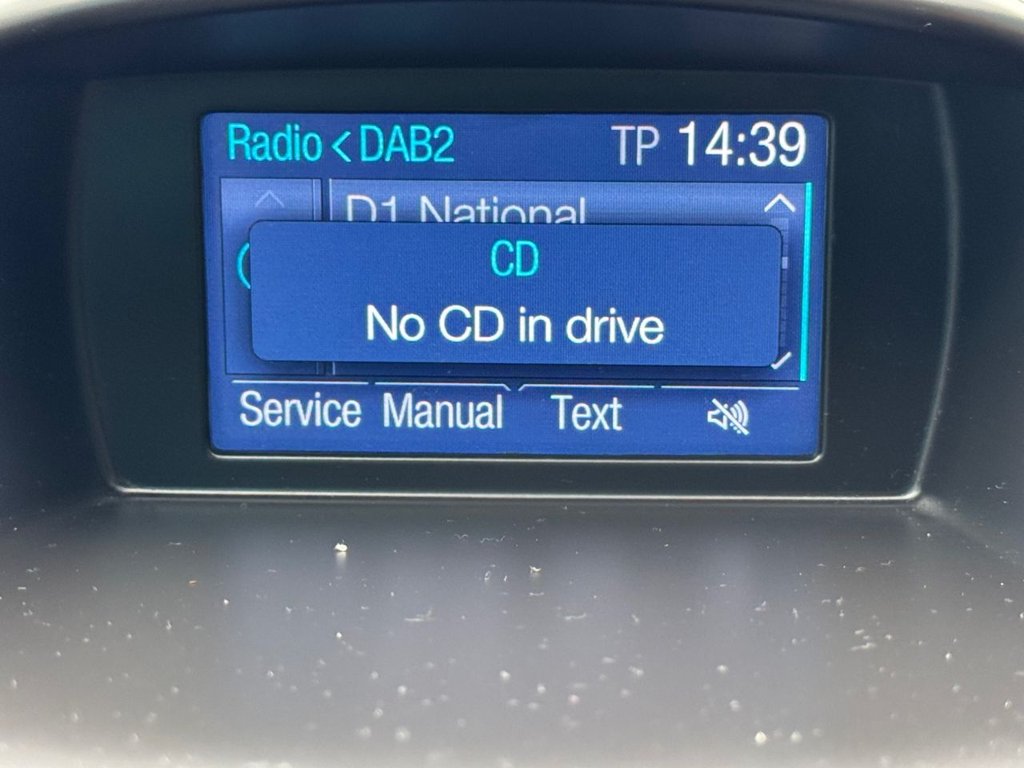 Radio < DAB2 TP 14:39
D1 National
CD
No CD in drive
Service Manual Text